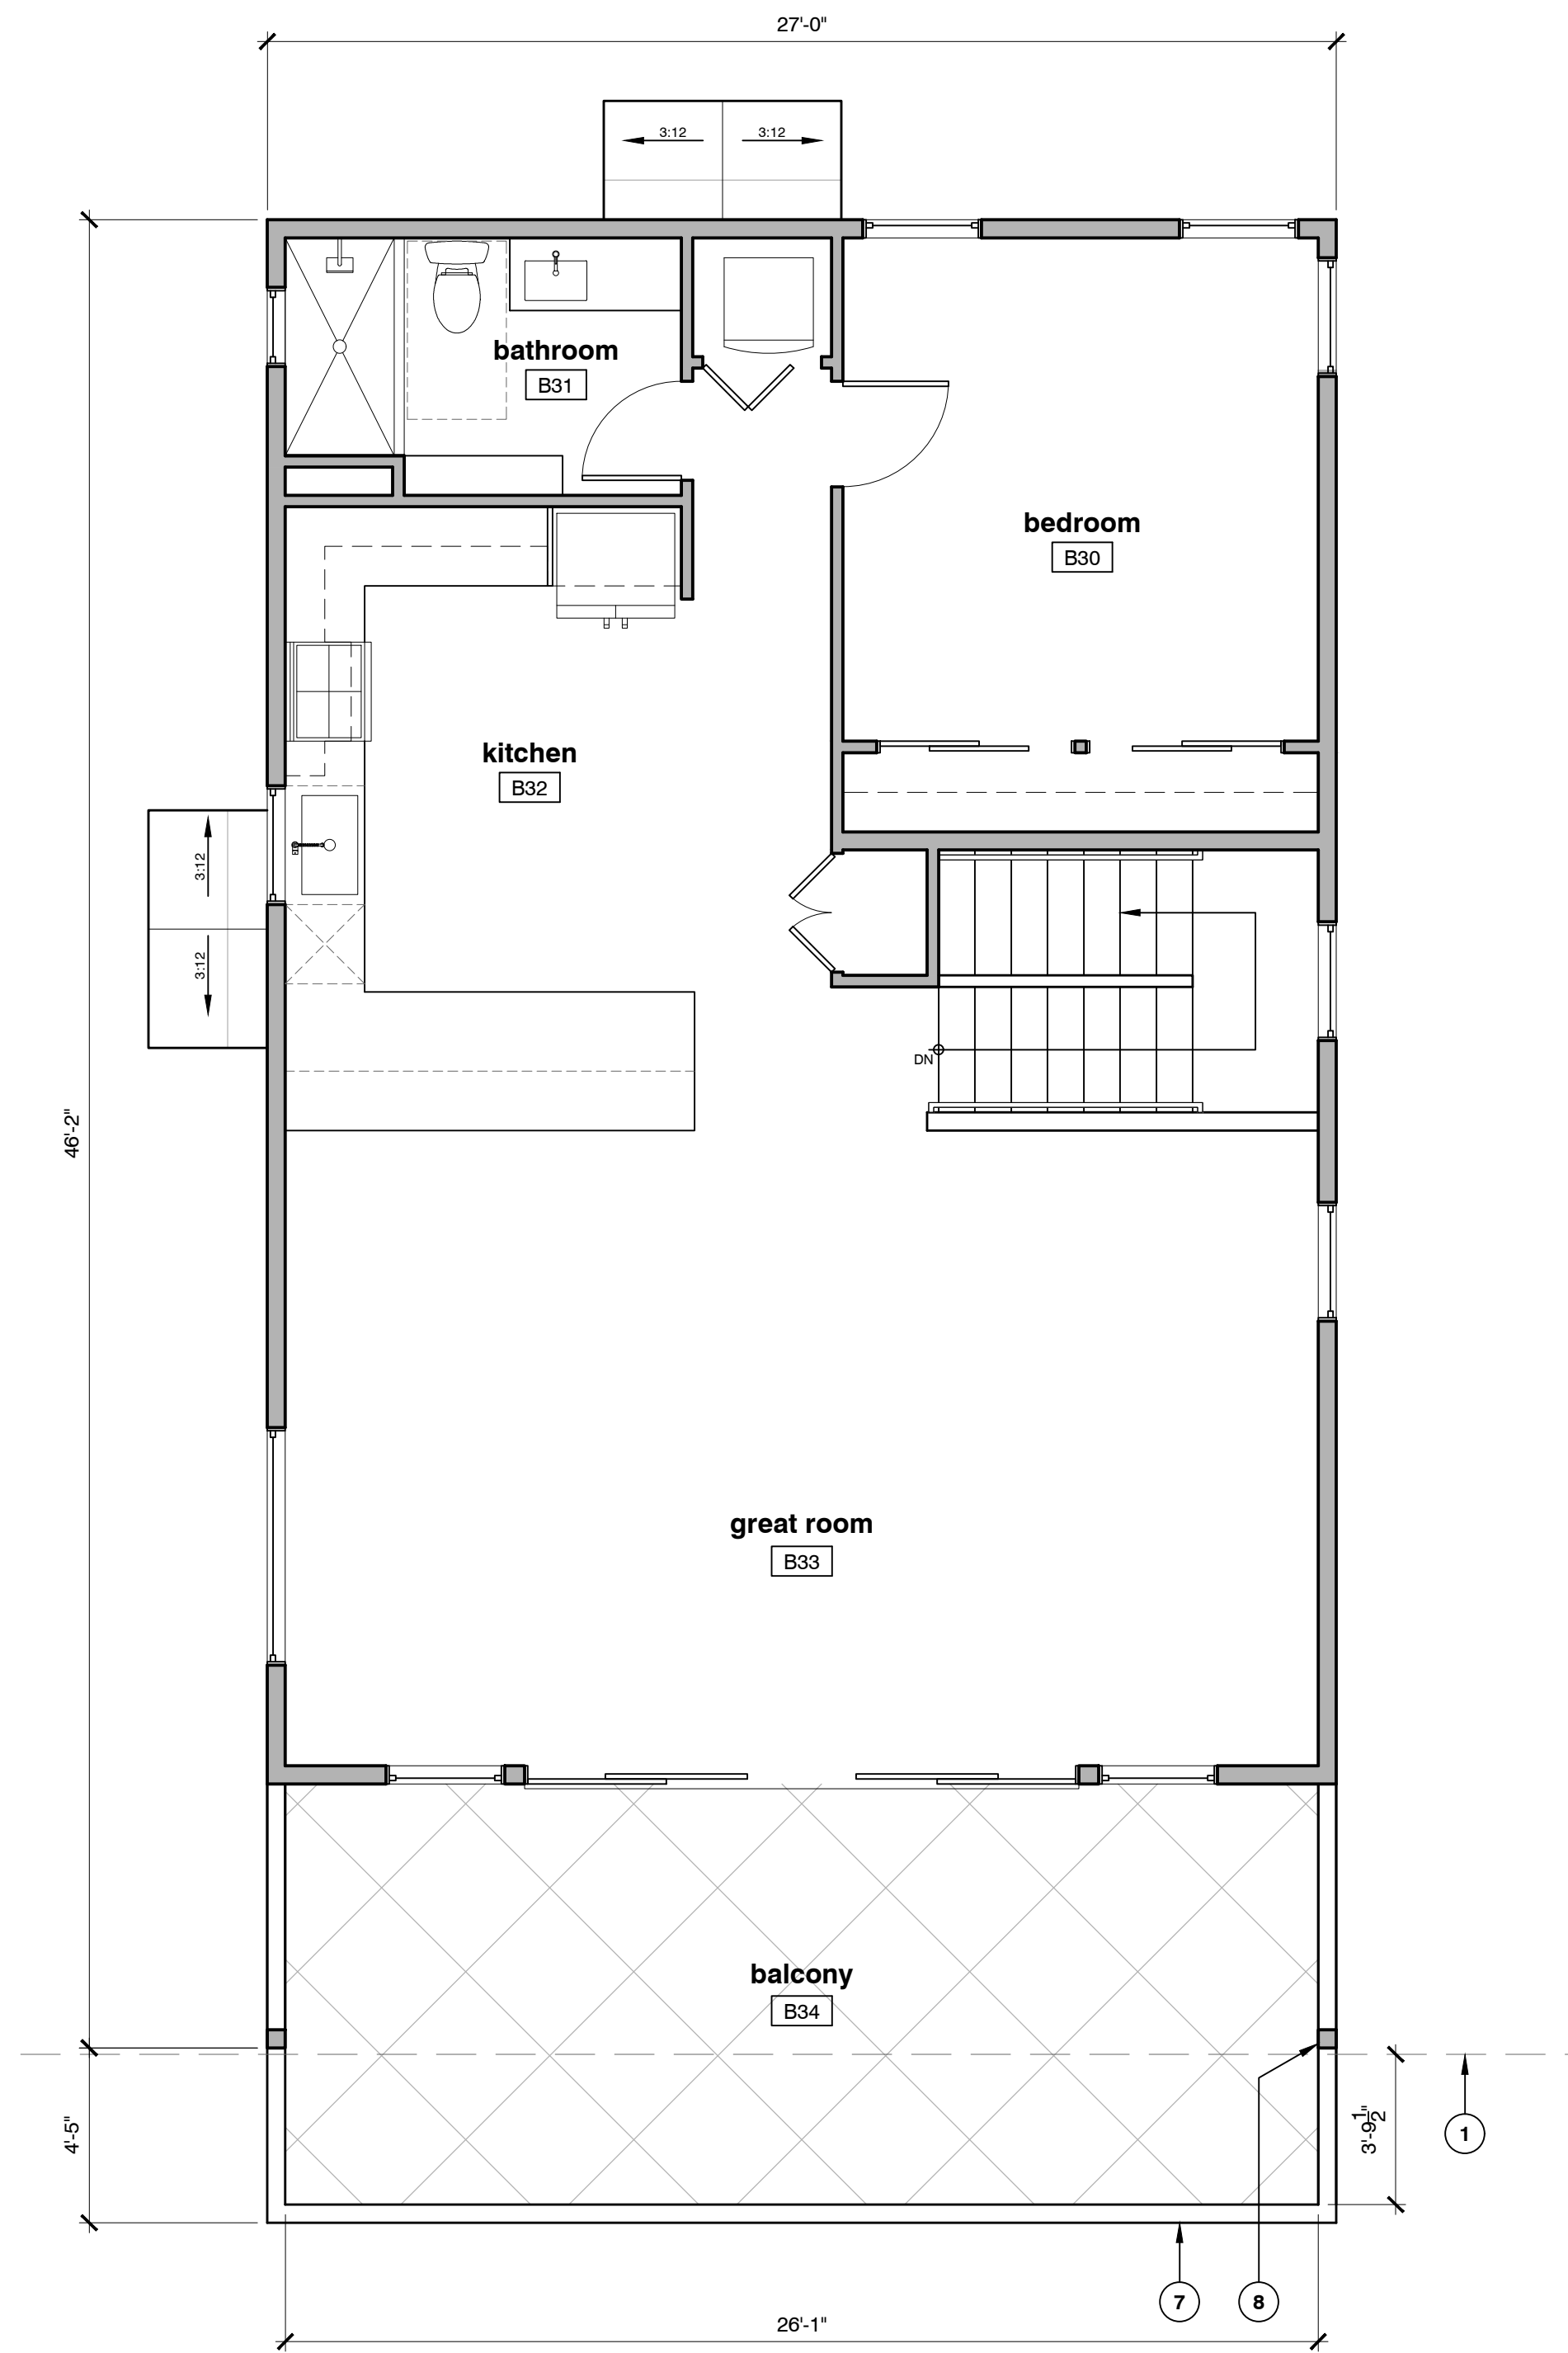 27'-0"
3:12 3:12
bathroom
B31
bedroom
B30
kitchen
B32
3:12
3:12
DN
46'-2"
great room
B33
balcony
B34
4'-5"
3'-9 1/2"
1
7 8
26'-1"